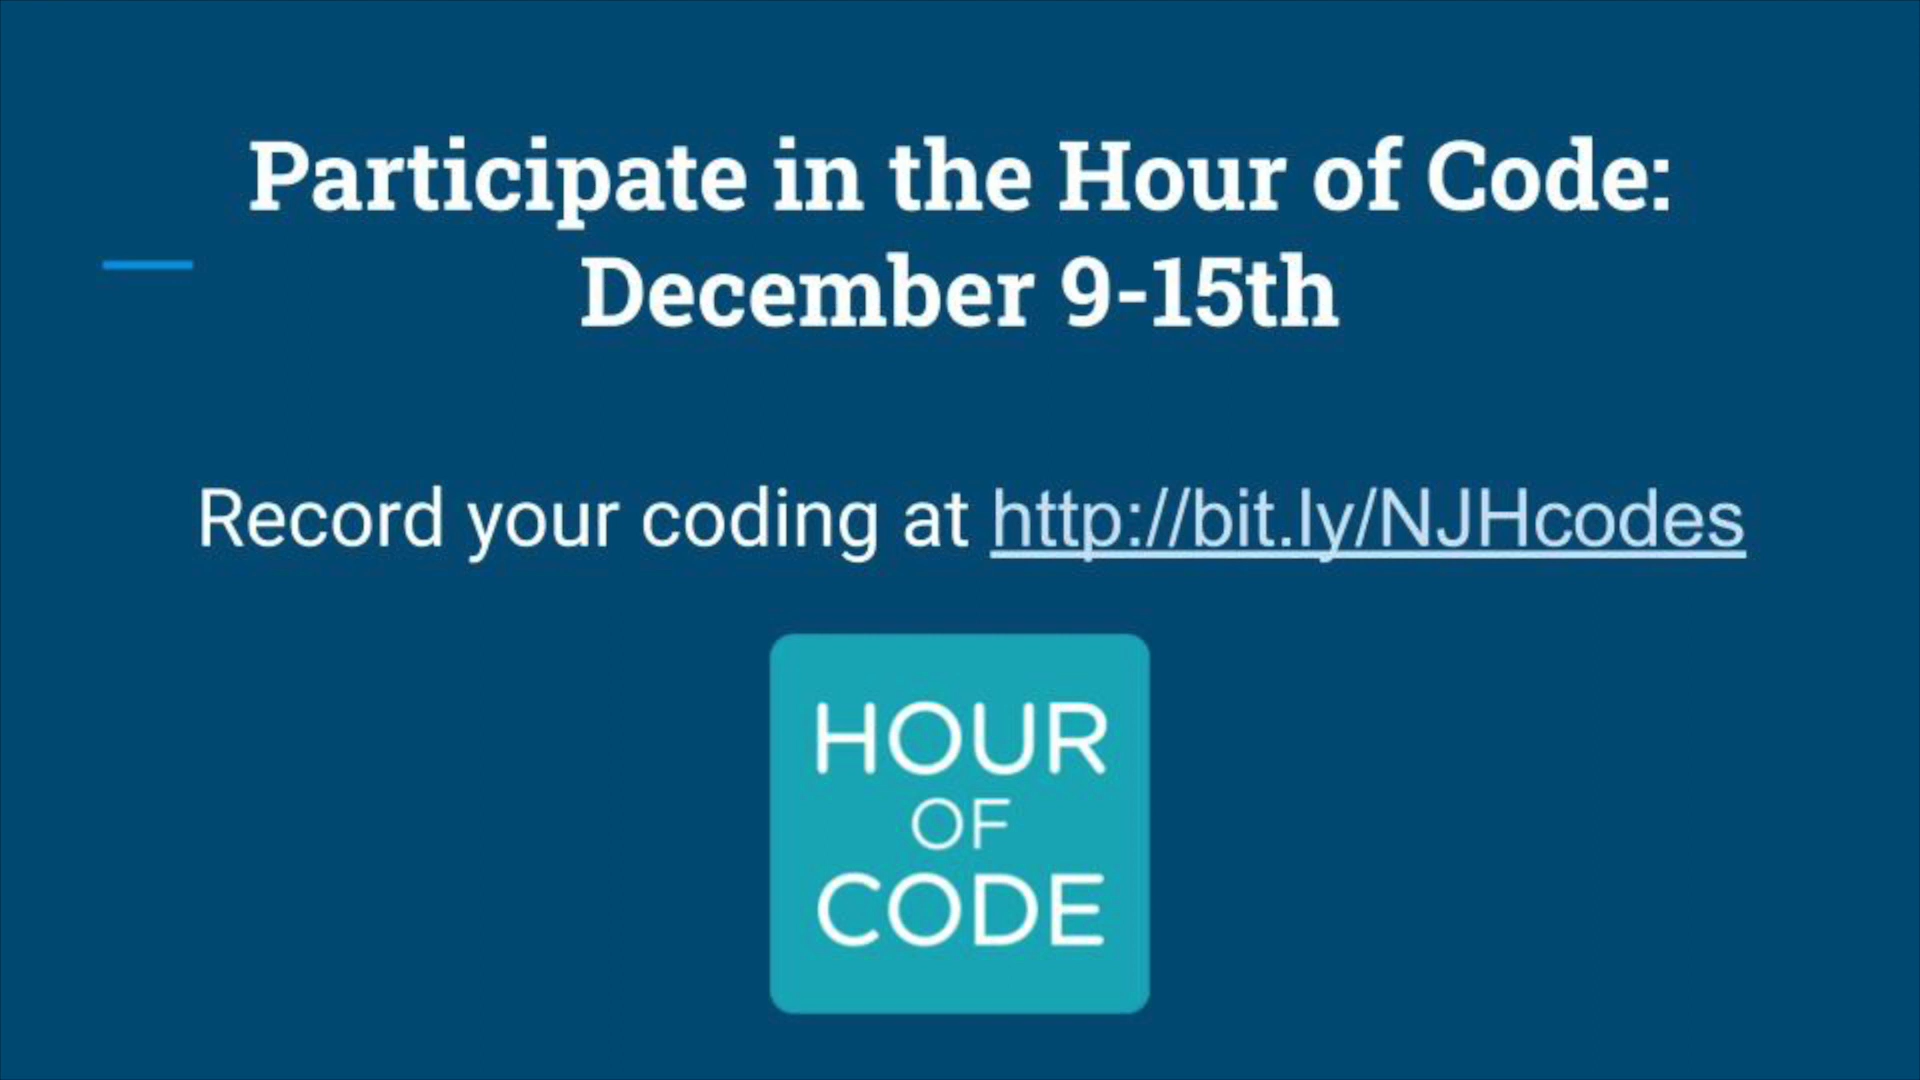 Participate in the Hour of Code:
December 9-15th
Record your coding at http://bit.ly/NJHcodes
HOUR
OF
CODE